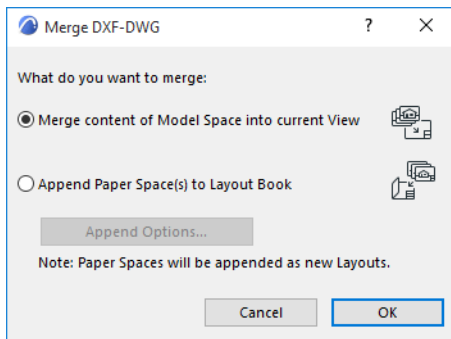 Merge DXF-DWG
?
What do you want to merge:
Merge content of Model Space into current View
Append Paper Space(s) to Layout Book
Append Options...
Note: Paper Spaces will be appended as new Layouts.
Cancel
OK